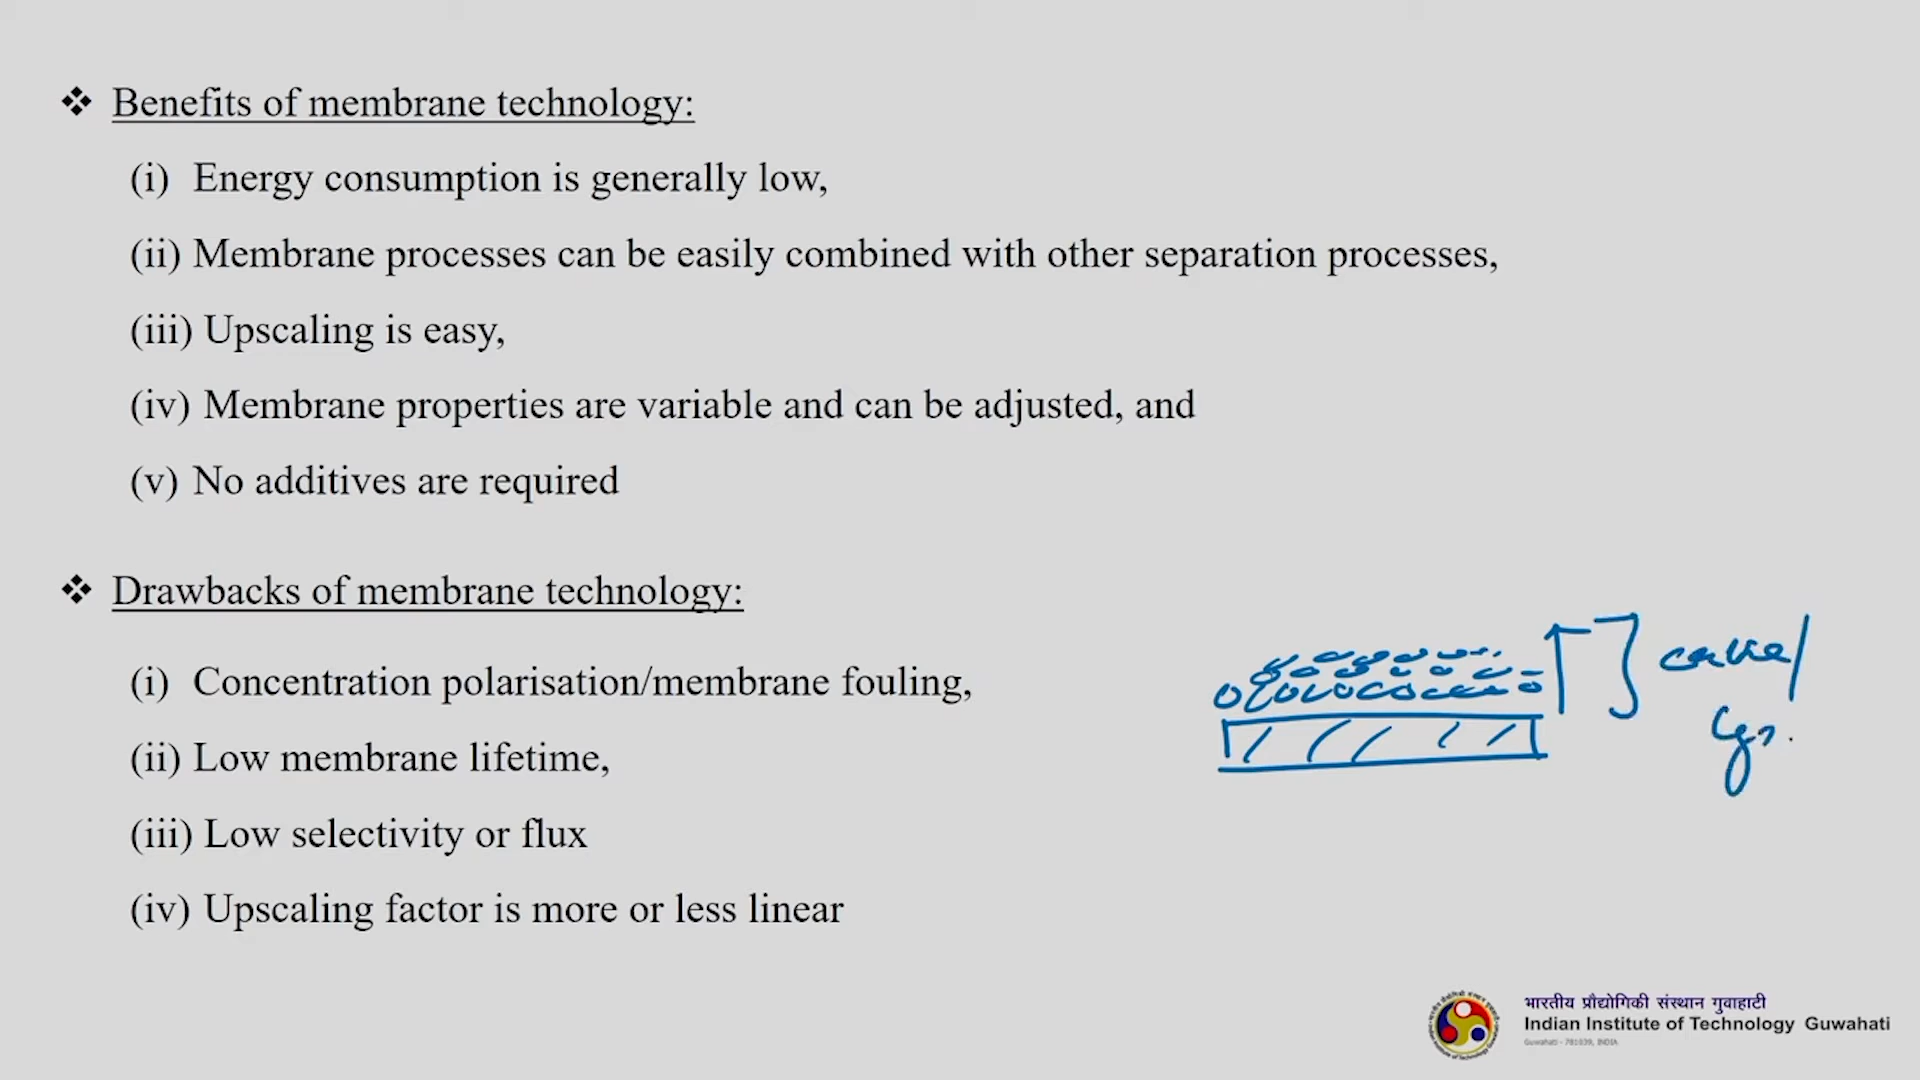 ❖ Benefits of membrane technology:
(i) Energy consumption is generally low,
(ii) Membrane processes can be easily combined with other separation processes,
(iii) Upscaling is easy,
(iv) Membrane properties are variable and can be adjusted, and
(v) No additives are required
❖ Drawbacks of membrane technology:
(i) Concentration polarisation/membrane fouling,
(ii) Low membrane lifetime,
(iii) Low selectivity or flux
(iv) Upscaling factor is more or less linear
भारतीय प्रौद्योगिकी संस्थान गुवाहाटी
Indian Institute of Technology Guwahati
Guwahati - 781039, INDIA